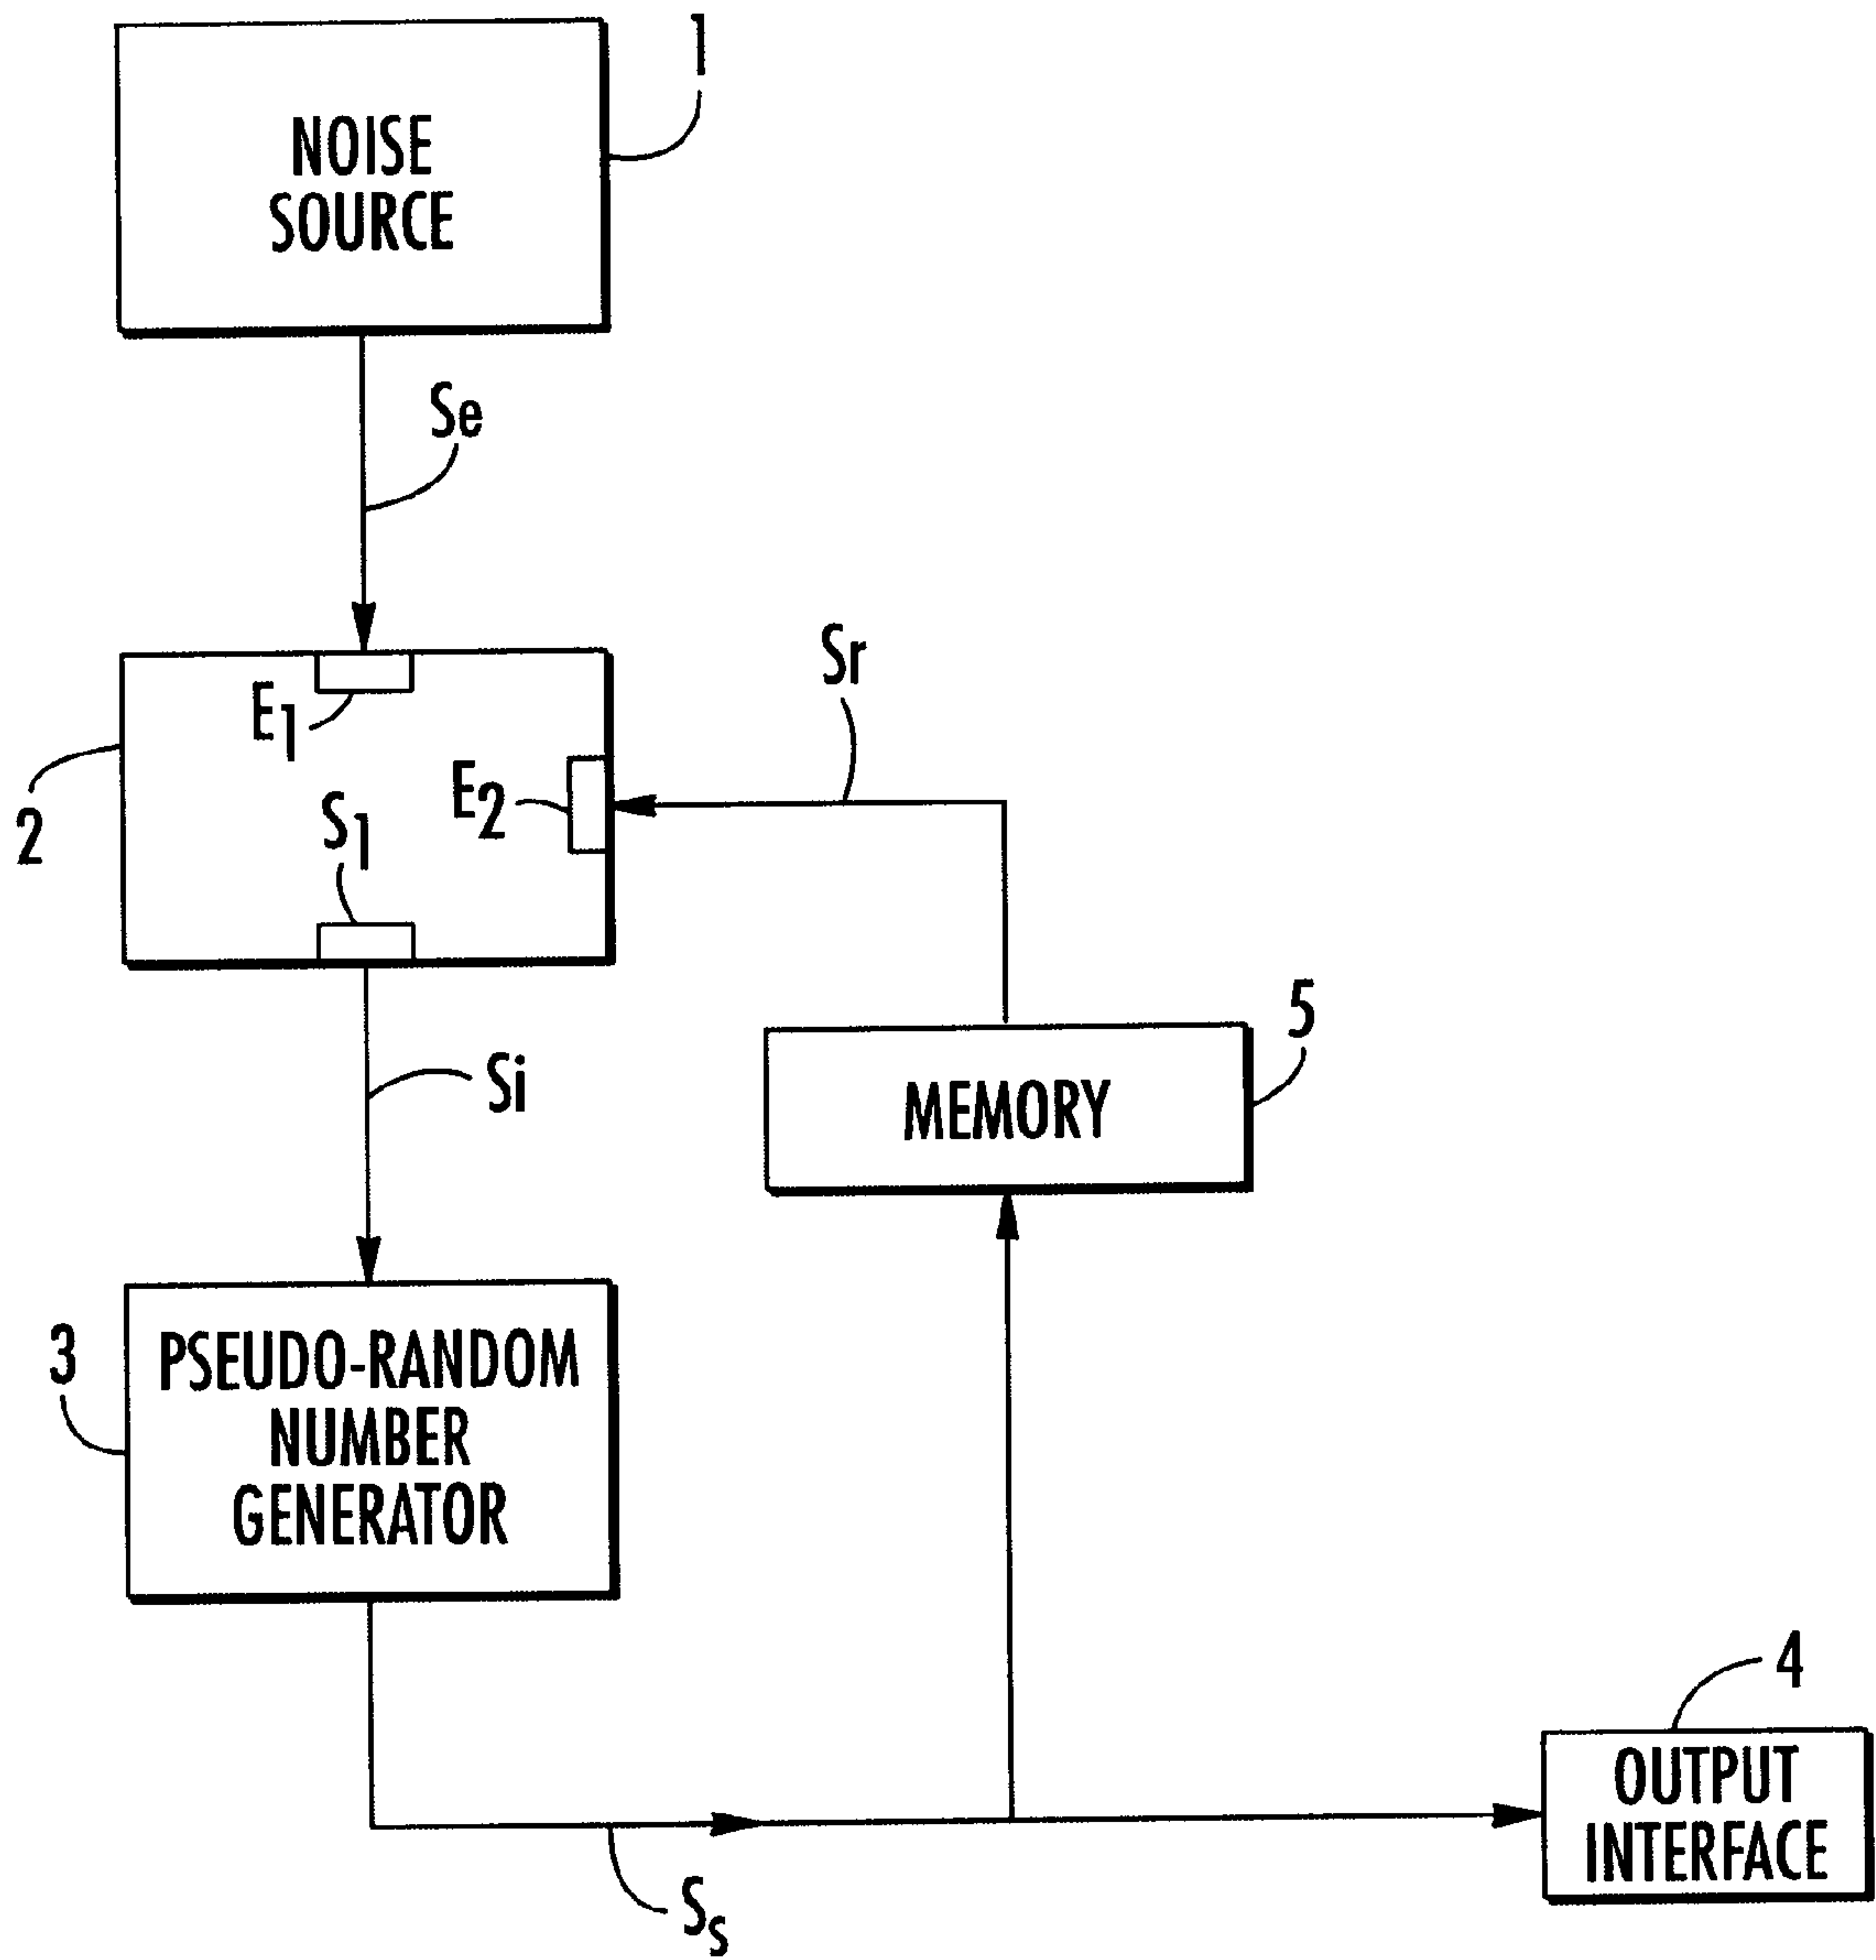 1
NOISE
SOURCE
Se
E1
Sr
2
E2
S1
5
Si
MEMORY
3
PSEUDO-RANDOM
NUMBER
GENERATOR
4
OUTPUT
INTERFACE
Ss